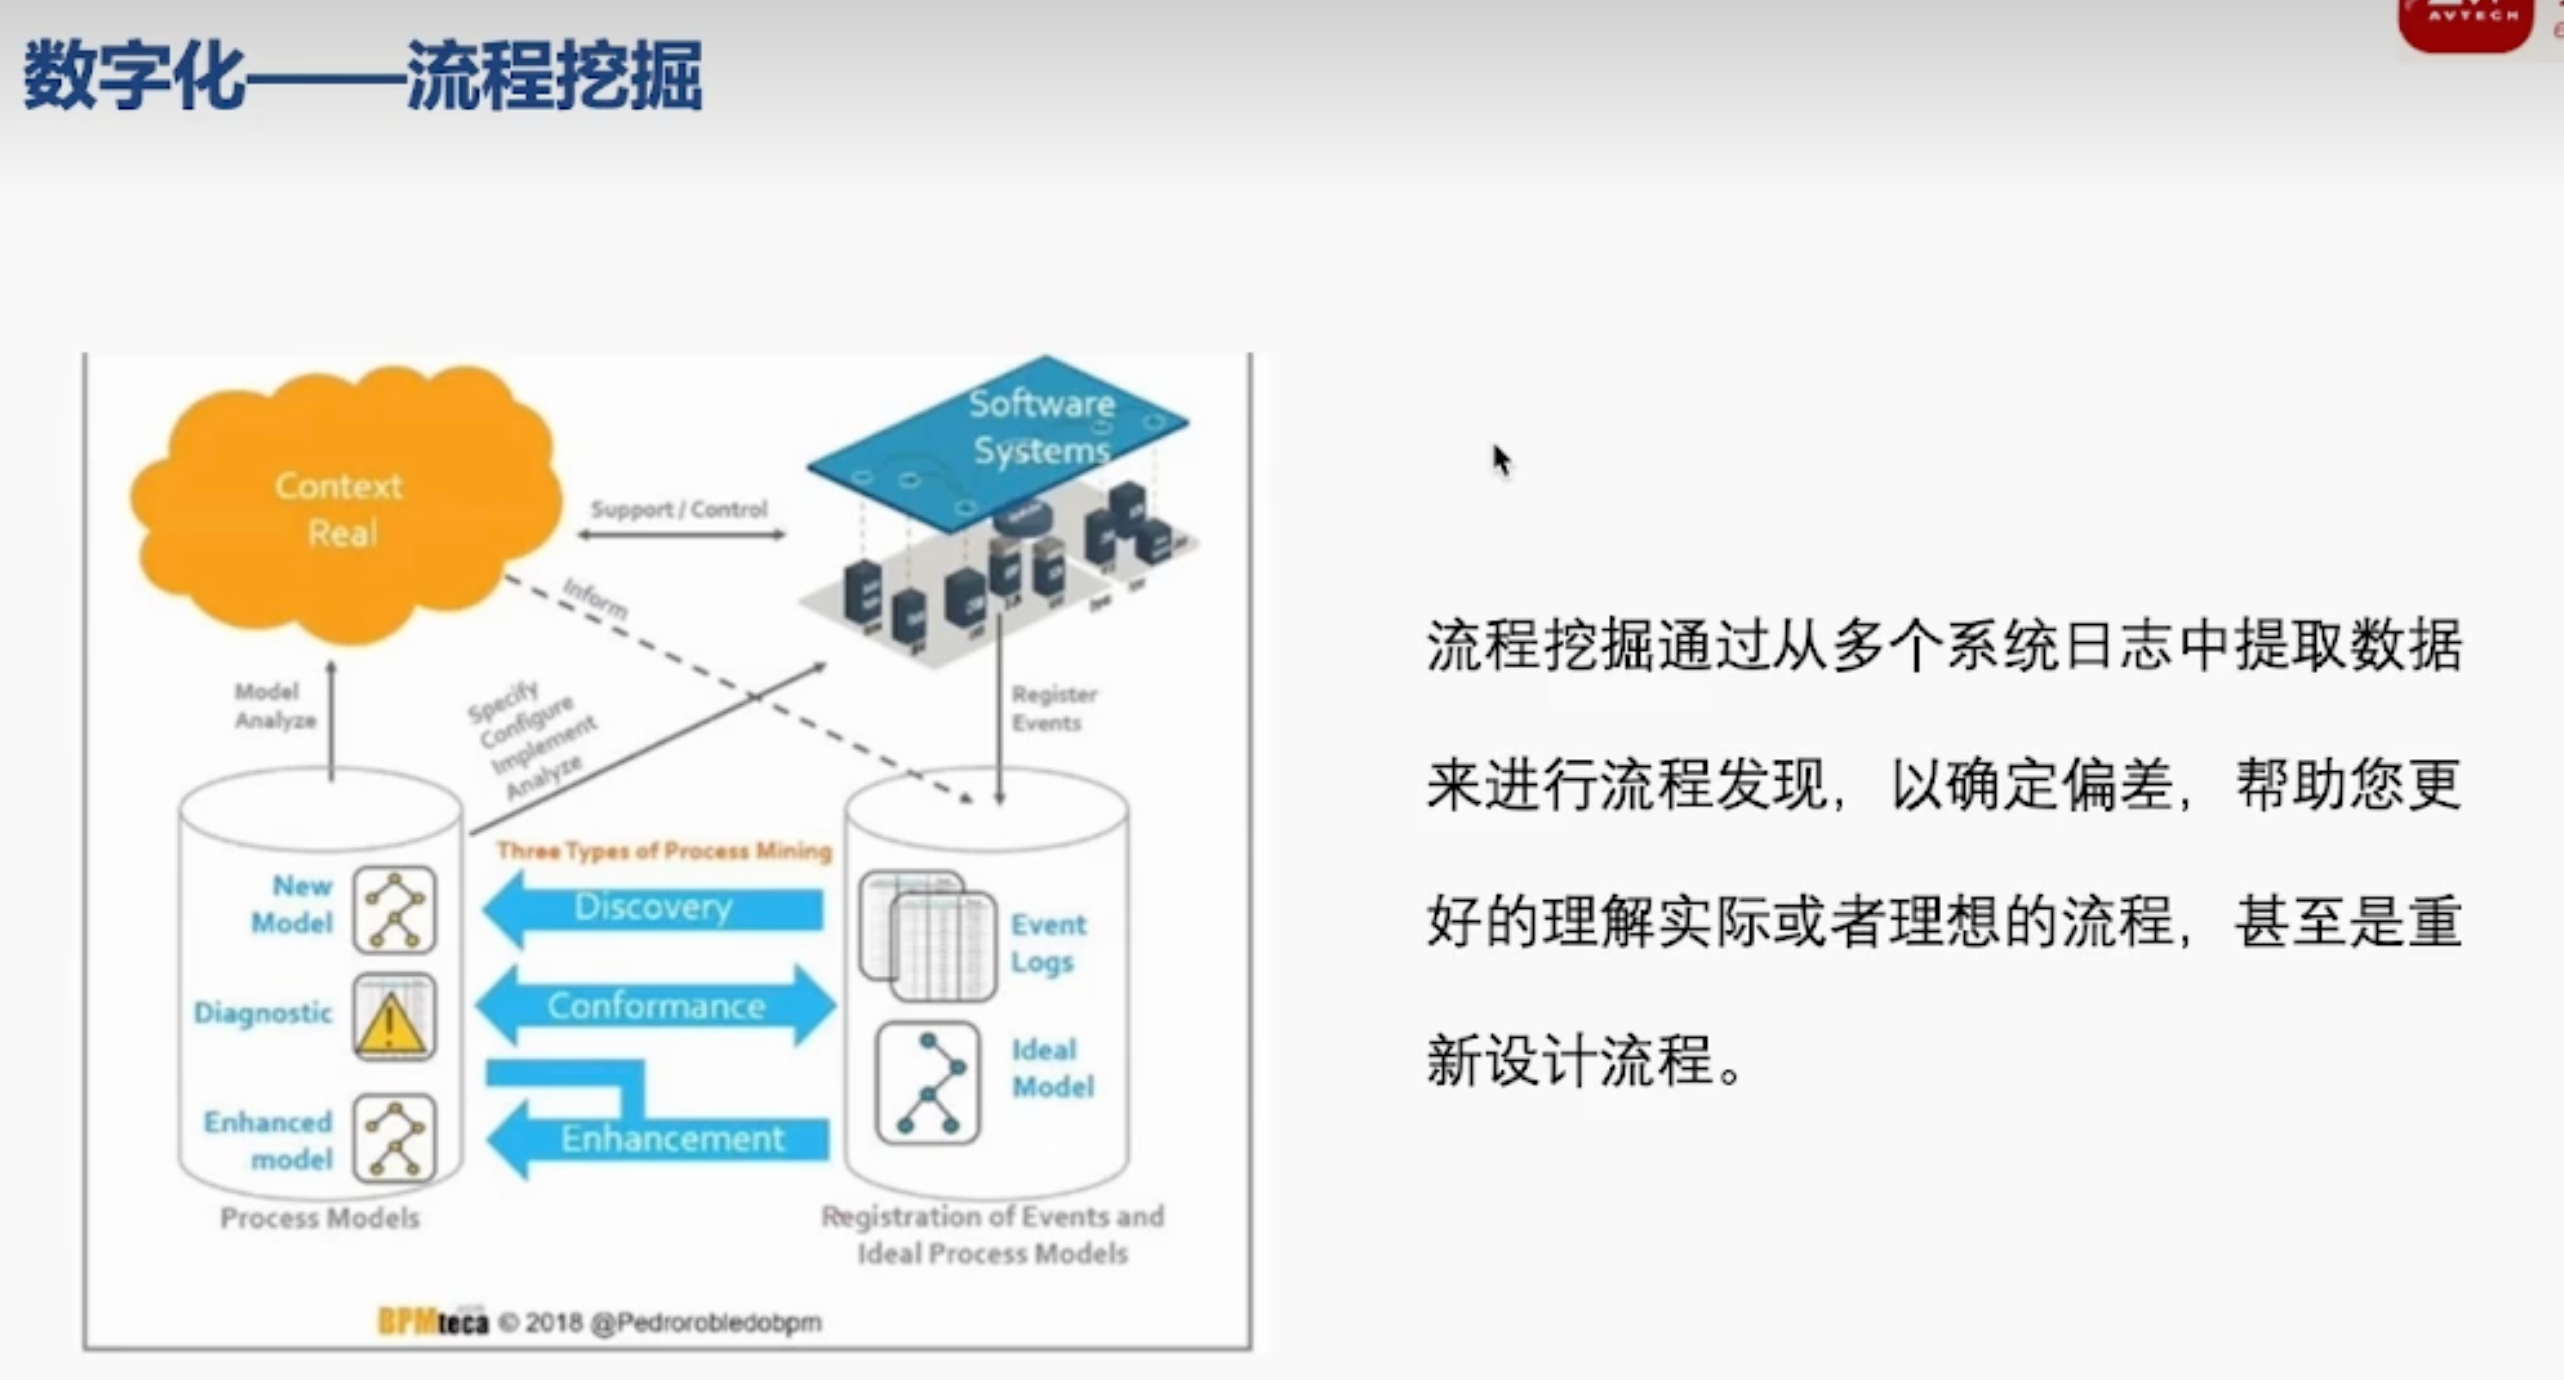 数字化——流程挖掘
AVTECH
Context
Real
Software
Systems
Support / Control
Inform
Model
Analyze
Specify
Configure
Implement
Analyze
Register
Events
Three Types of Process Mining
New
Model
Discovery
Event
Logs
Diagnostic
Conformance
Ideal
Model
Enhanced
model
Enhancement
Process Models
Registration of Events and
Ideal Process Models
BPMteca © 2018 @Pedrorobledobpm
流程挖掘通过从多个系统日志中提取数据
来进行流程发现，以确定偏差，帮助您更
好的理解实际或者理想的流程，甚至是重
新设计流程。